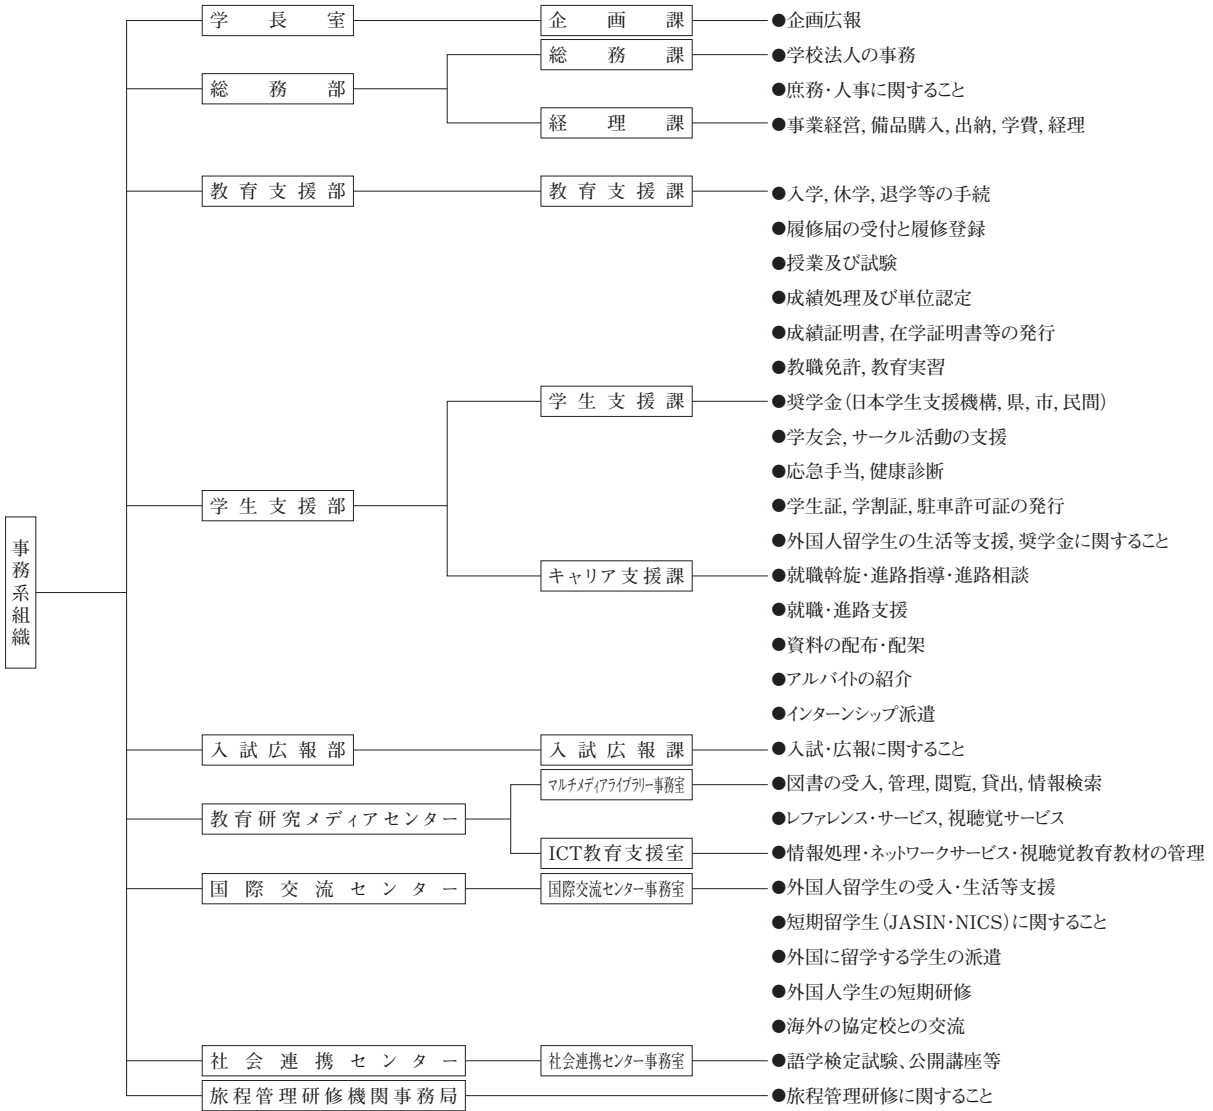 事務系組織
学長室
企画課
●企画広報
総務部
総務課
●学校法人の事務
●庶務・人事に関すること
経理課
●事業経営, 備品購入, 出納, 学費, 経理
教育支援部
教育支援課
●入学, 休学, 退学等の手続
●履修届の受付と履修登録
●授業及び試験
●成績処理及び単位認定
●成績証明書, 在学証明書等の発行
●教職免許, 教育実習
学生支援部
学生支援課
●奨学金(日本学生支援機構, 県, 市, 民間)
●学友会, サークル活動の支援
●応急手当, 健康診断
●学生証, 学割証, 駐車許可証の発行
●外国人留学生の生活等支援, 奨学金に関すること
キャリア支援課
●就職斡旋・進路指導・進路相談
●就職・進路支援
●資料の配布・配架
●アルバイトの紹介
●インターンシップ派遣
入試広報部
入試広報課
●入試・広報に関すること
教育研究メディアセンター
マルチメディアライブラリー事務室
●図書の受入, 管理, 閲覧, 貸出, 情報検索
●レファレンス・サービス, 視聴覚サービス
ICT教育支援室
●情報処理・ネットワークサービス・視聴覚教育教材の管理
国際交流センター
国際交流センター事務室
●外国人留学生の受入・生活等支援
●短期留学生(JASIN・NICS)に関すること
●外国に留学する学生の派遣
●外国人学生の短期研修
●海外の協定校との交流
社会連携センター
社会連携センター事務室
●語学検定試験、公開講座等
旅程管理研修機関事務局
●旅程管理研修に関すること